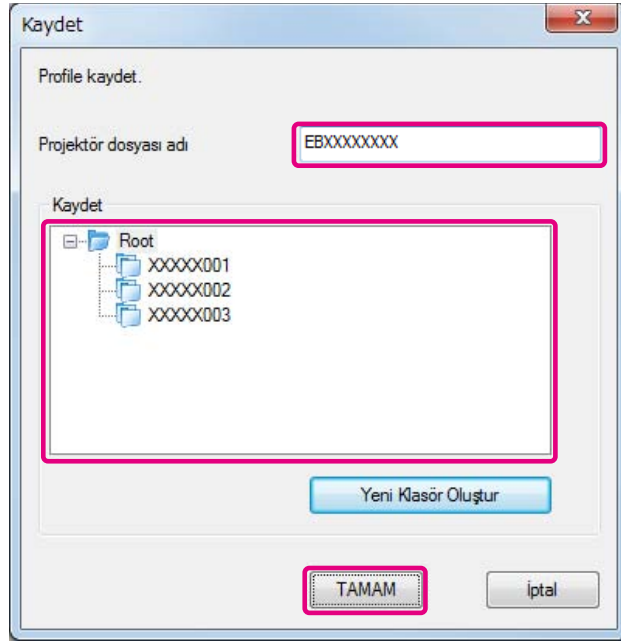 Kaydet
Profile kaydet.
Projektör dosyası adı
EBXXXXXXXX
Kaydet
Root
XXXXX001
XXXXX002
XXXXX003
Yeni Klasör Oluştur
TAMAM
İptal